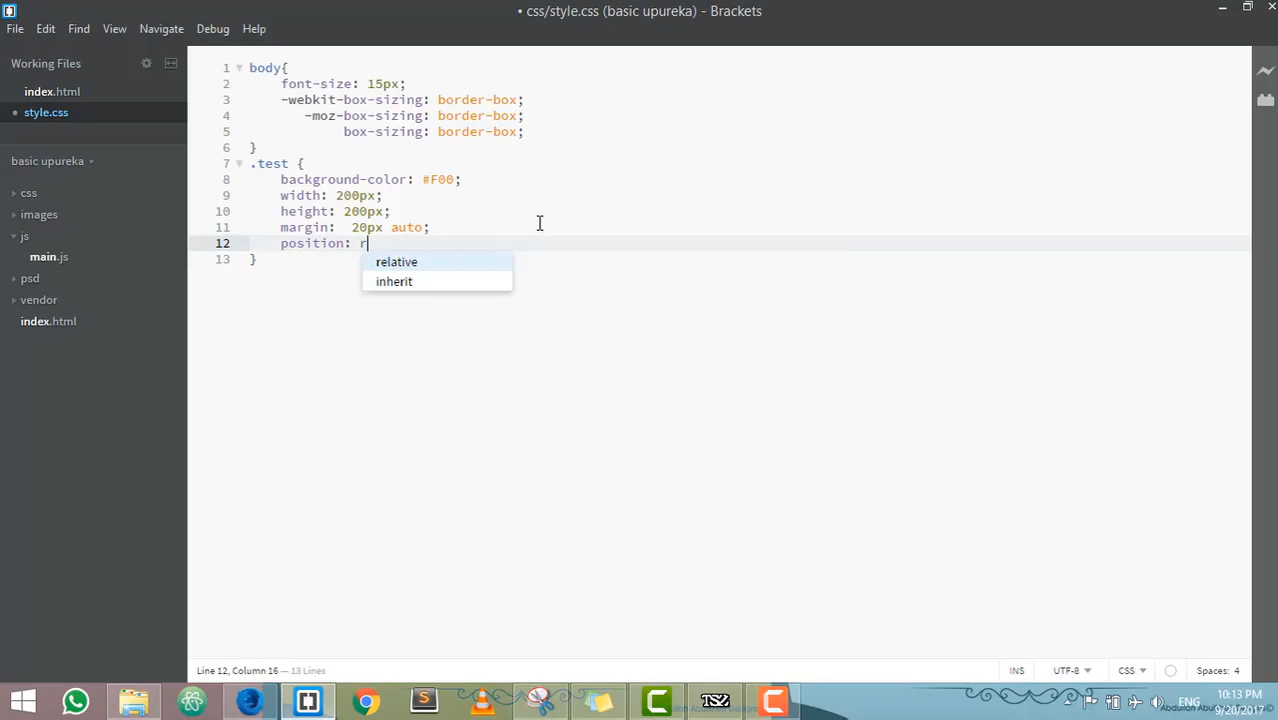 • css/style.css (basic upureka) - Brackets
File Edit Find View Navigate Debug Help
Working Files
index.html
• style.css
basic upureka
css
images
js
main.js
psd
vendor
index.html
1 body{
2 font-size: 15px;
3 -webkit-box-sizing: border-box;
4 -moz-box-sizing: border-box;
5 box-sizing: border-box;
6 }
7 .test {
8 background-color: #F00;
9 width: 200px;
10 height: 200px;
11 margin:  20px auto;
12 position: r
relative
13 }
inherit
Line 12, Column 16 — 13 Lines
INS UTF-8 CSS Spaces: 4
ENG
10:13 PM
9/20/2017